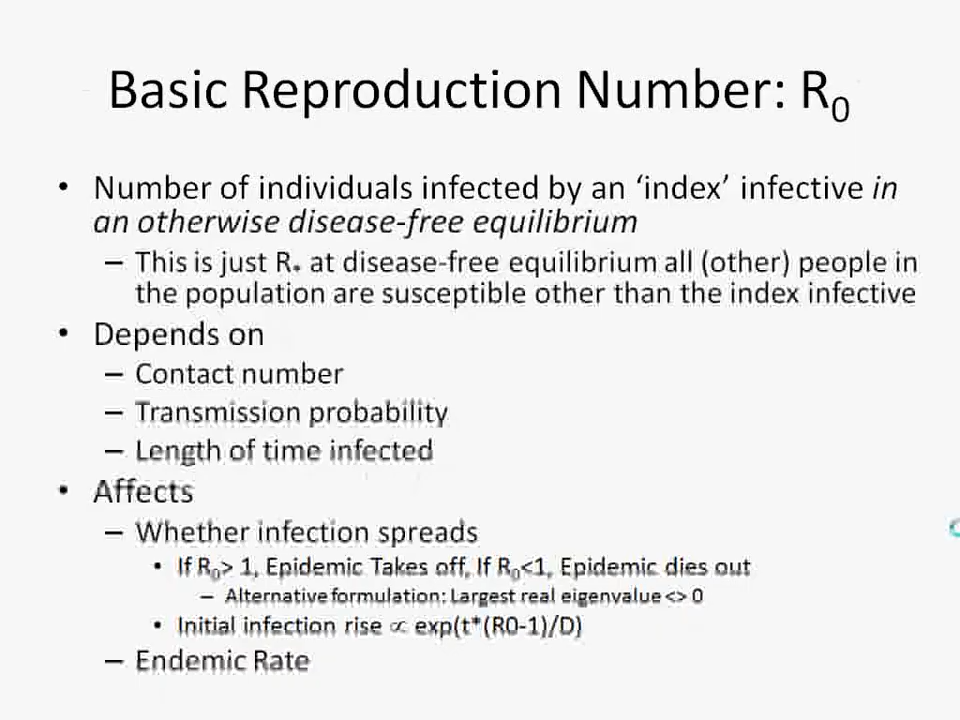 Basic Reproduction Number: R₀
• Number of individuals infected by an ‘index’ infective in
an otherwise disease-free equilibrium
– This is just R* at disease-free equilibrium all (other) people in
the population are susceptible other than the index infective
• Depends on
– Contact number
– Transmission probability
– Length of time infected
• Affects
– Whether infection spreads
• If R₀> 1, Epidemic Takes off, If R₀<1, Epidemic dies out
– Alternative formulation: Largest real eigenvalue <> 0
• Initial infection rise ∝ exp(t*(R0-1)/D)
– Endemic Rate